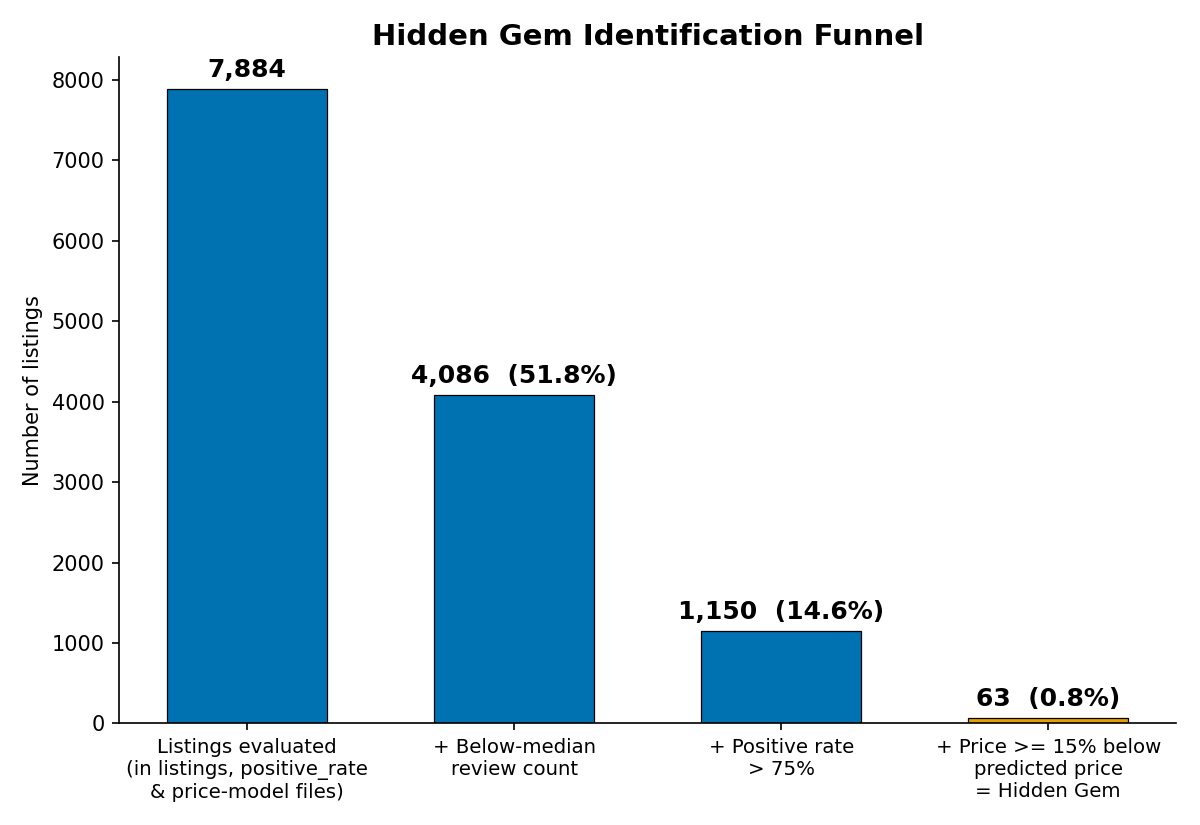 Hidden Gem Identification Funnel
Number of listings
8000
7000
6000
5000
4000
3000
2000
1000
0
7,884
4,086  (51.8%)
1,150  (14.6%)
63  (0.8%)
Listings evaluated
(in listings, positive_rate
& price-model files)
+ Below-median
review count
+ Positive rate
> 75%
+ Price >= 15% below
predicted price
= Hidden Gem